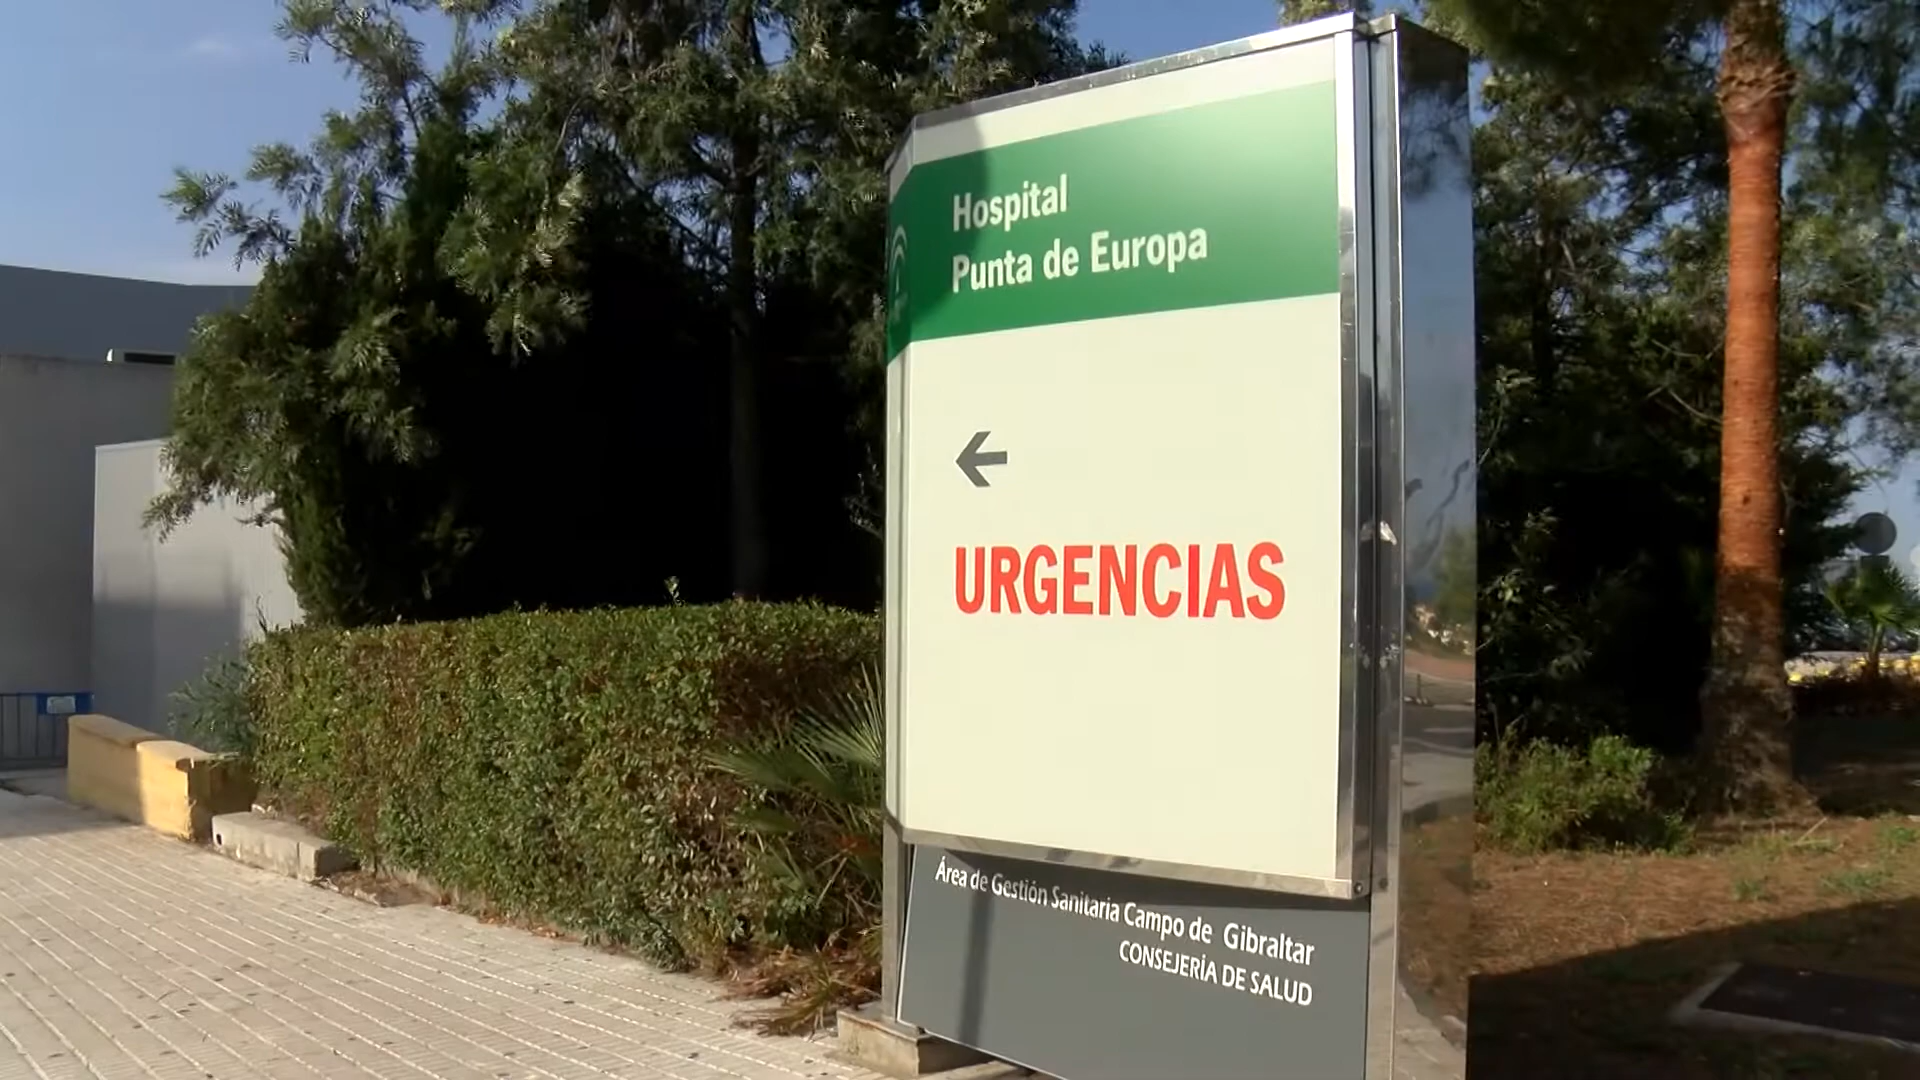 Hospital
Punta de Europa
URGENCIAS
Área de Gestión Sanitaria Campo de Gibraltar
CONSEJERÍA DE SALUD